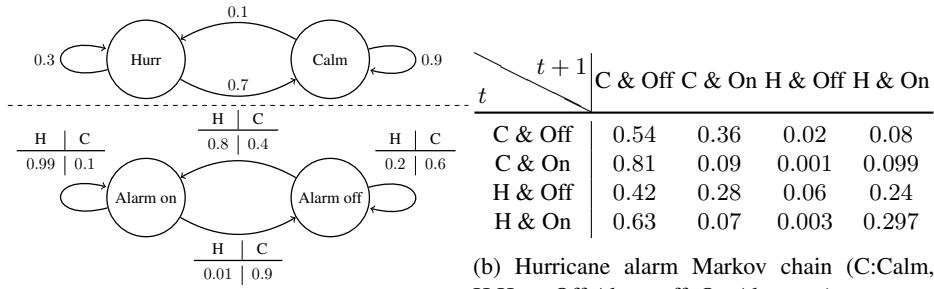 0.1
0.3
Hurr
Calm
0.9
0.7
H C
0.8 0.4
H C
0.99 0.1
H C
0.2 0.6
Alarm on
Alarm off
H C
0.01 0.9
t t + 1 C & Off C & On H & Off H & On
C & Off 0.54 0.36 0.02 0.08
C & On 0.81 0.09 0.001 0.099
H & Off 0.42 0.28 0.06 0.24
H & On 0.63 0.07 0.003 0.297
(b) Hurricane alarm Markov chain (C:Calm,